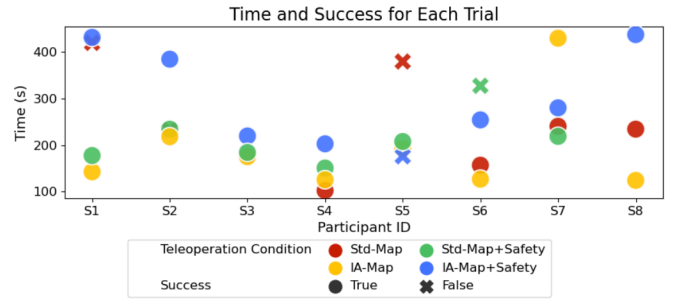 Time and Success for Each Trial
Time (s)
400
300
200
100
S1 S2 S3 S4 S5 S6 S7 S8
Participant ID
Teleoperation Condition Std-Map Std-Map+Safety
IA-Map IA-Map+Safety
Success True False